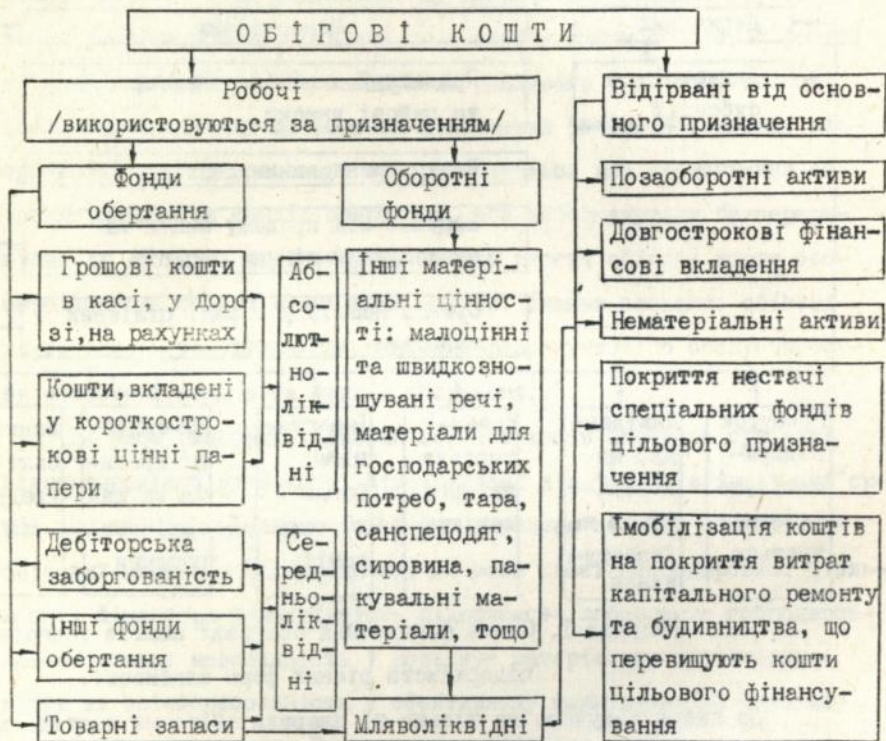 ОБІГОВІ КОШТИ
Робочі
/використовуються за призначенням/
Відірвані від основ-
ного призначення
Фонди
обертання
Оборотні
фонди
Позаоборотні активи
Довгострокові фінан-
сові вкладення
Грошові кошти
в касі, у доро
зі, на рахунках
Кошти, вкладені
у короткостро-
кові цінні па-
пери
Аб-
со-
лют-
но-
лік-
від-
ні
Інші матері-
альні ціннос-
ті: малоцінні
та швидкозно-
шувані речі,
матеріали для
господарських
потреб, тара,
санспецодяг,
сировина, па-
кувальні ма-
теріали, тощо
Нематеріальні активи
Покриття нестачі
спеціальних фондів
цільового призна-
чення
Дебіторська
заборгованість
Інші фонди
обертання
Се-
ред-
ньо-
лік-
від-
ні
Імобілізація коштів
на покриття витрат
капітального ремонту
та будивництва, що
перевищують кошти
цільового фінансу-
вання
Товарні запаси
Мляволіквідні